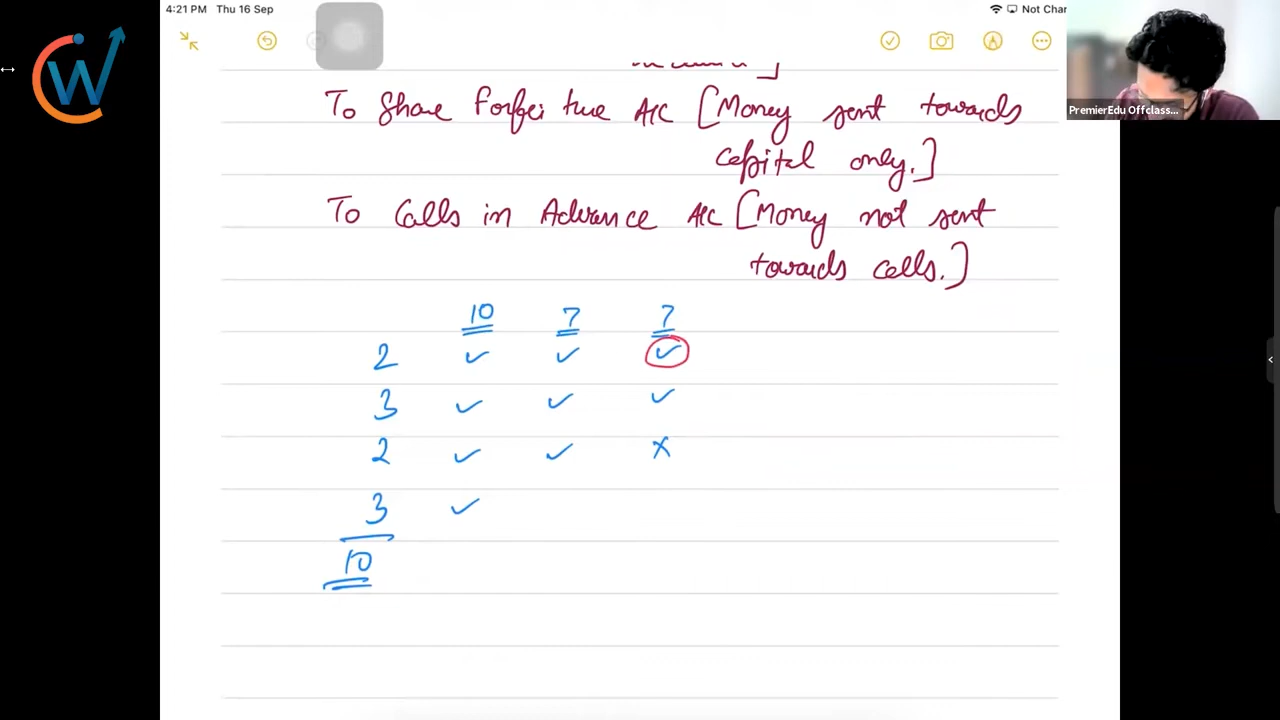 4:21 PM Thu 16 Sep
Not Char
PremierEdu Offclass...
To Share Forfeiture A/C [Money sent towards
capital only.]
To Calls in Advance A/C [Money not sent
towards calls.]
10 7 7
2 ✓ ✓ ✓
3 ✓ ✓ ✓
2 ✓ ✓ ×
3 ✓
10